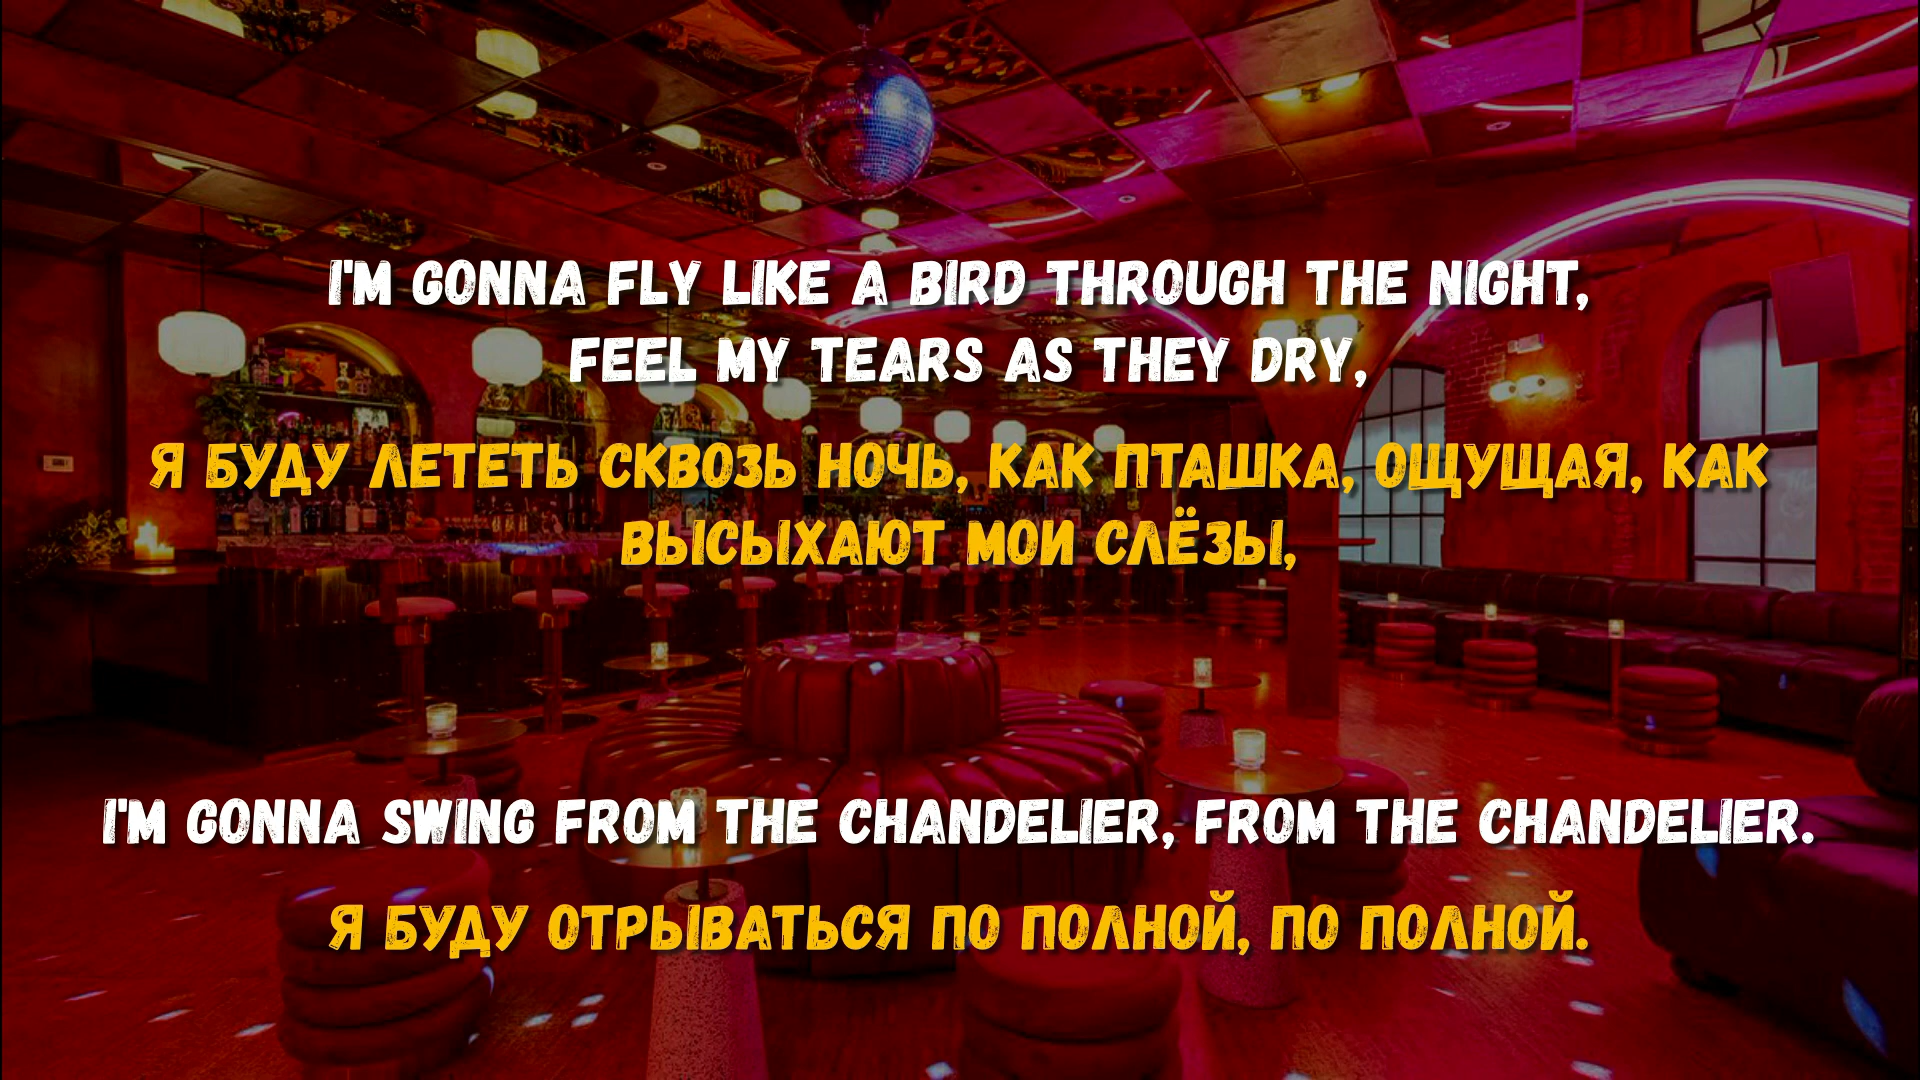 I'M GONNA FLY LIKE A BIRD THROUGH THE NIGHT,
FEEL MY TEARS AS THEY DRY,
Я БУДУ ЛЕТЕТЬ СКВОЗЬ НОЧЬ, КАК ПТАШКА, ОЩУЩАЯ, КАК
ВЫСЫХАЮТ МОИ СЛЁЗЫ,
I'M GONNA SWING FROM THE CHANDELIER, FROM THE CHANDELIER.
Я БУДУ ОТРЫВАТЬСЯ ПО ПОЛНОЙ, ПО ПОЛНОЙ.